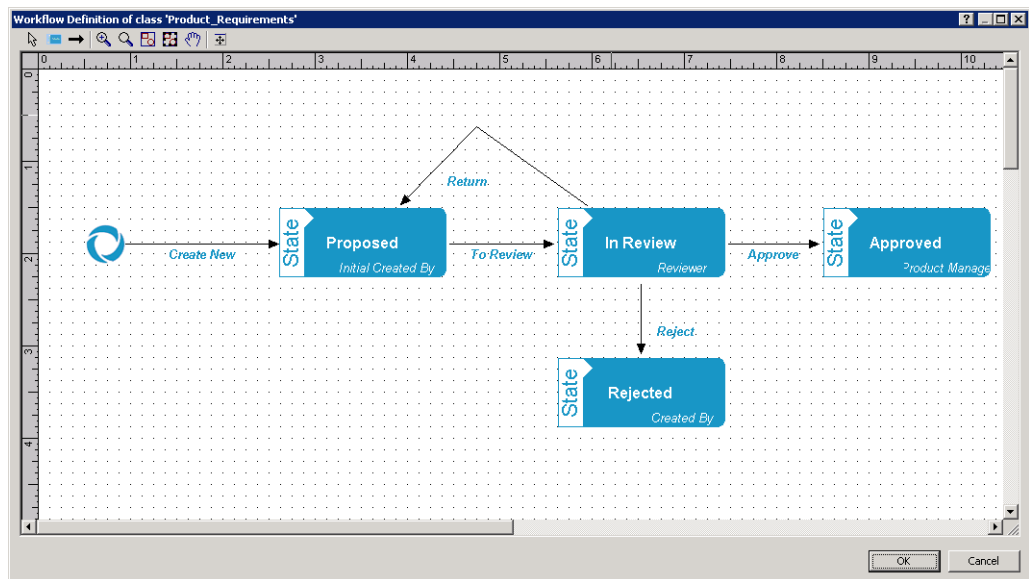 Workflow Definition of class 'Product_Requirements'
0 1 2 3 4 5 6 7 8 9 10
0
1
2
3
4
Return
State
Proposed
Initial Created By
State
In Review
Reviewer
State
Approved
Product Manage
Create New
To Review
Approve
Reject
State
Rejected
Created By
OK Cancel